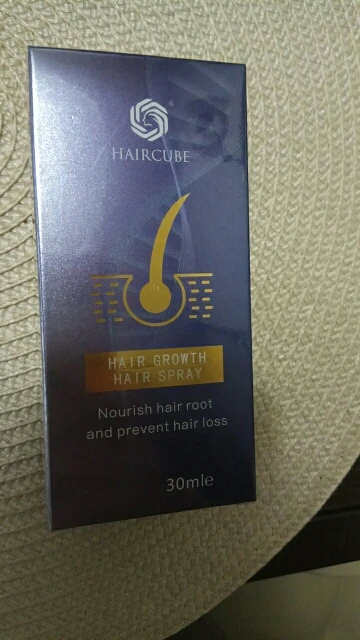 HAIRCUBE
HAIR GROWTH
HAIR SPRAY
Nourish hair root
and prevent hair loss
30mle